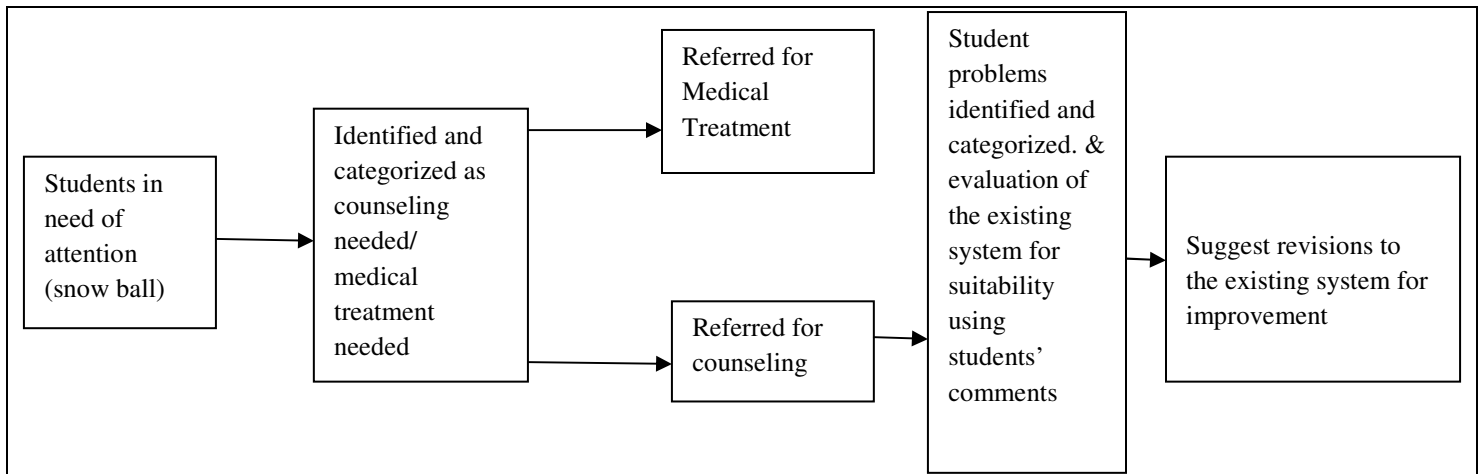 Students in
need of
attention
(snow ball)
Identified and
categorized as
counseling
needed/
medical
treatment
needed
Referred for
Medical
Treatment
Referred for
counseling
Student
problems
identified and
categorized. &
evaluation of
the existing
system for
suitability
using
students’
comments
Suggest revisions to
the existing system for
improvement